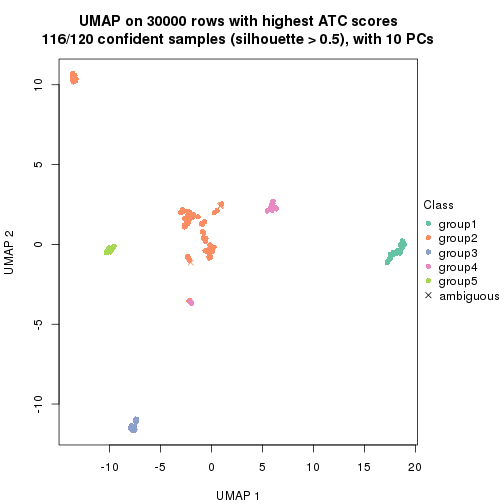 UMAP on 30000 rows with highest ATC scores
116/120 confident samples (silhouette > 0.5), with 10 PCs
10
5
0
-5
-10
UMAP 2
-10
-5
0
5
10
15
20
UMAP 1
Class
group1
group2
group3
group4
group5
ambiguous